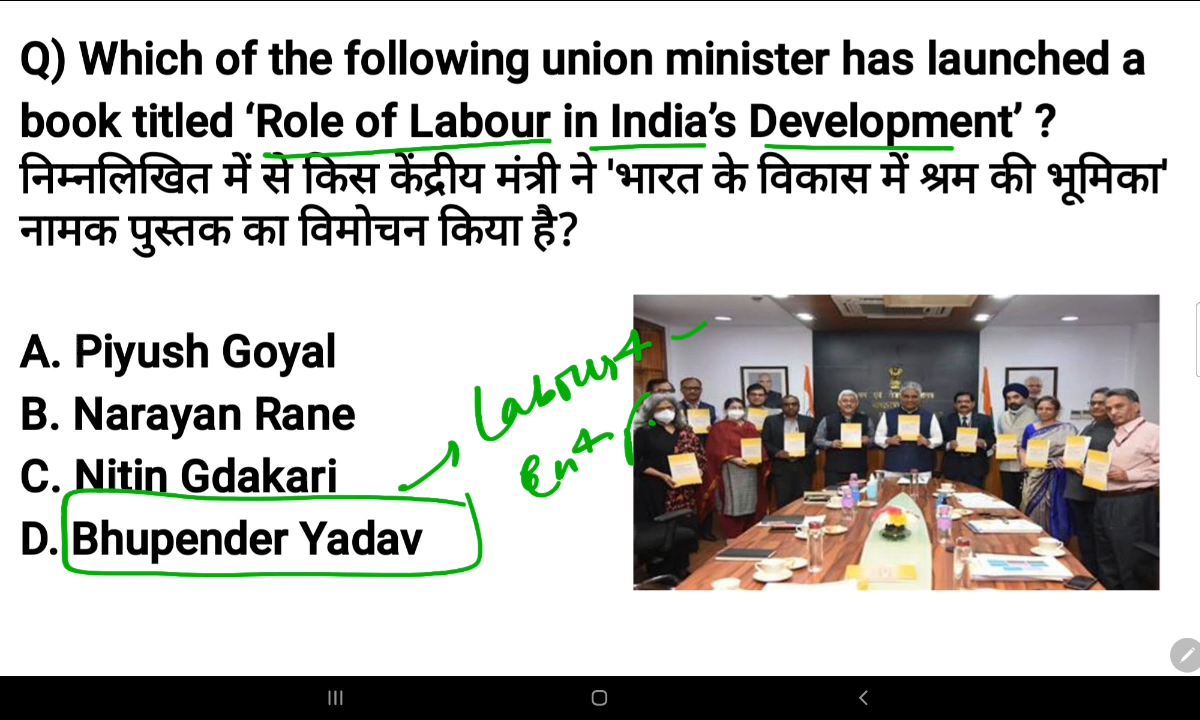 Q) Which of the following union minister has launched a
book titled ‘Role of Labour in India’s Development’ ?
निम्नलिखित में से किस केंद्रीय मंत्री ने 'भारत के विकास में श्रम की भूमिका'
नामक पुस्तक का विमोचन किया है?
A. Piyush Goyal
B. Narayan Rane
C. Nitin Gdakari
D. Bhupender Yadav
Labour